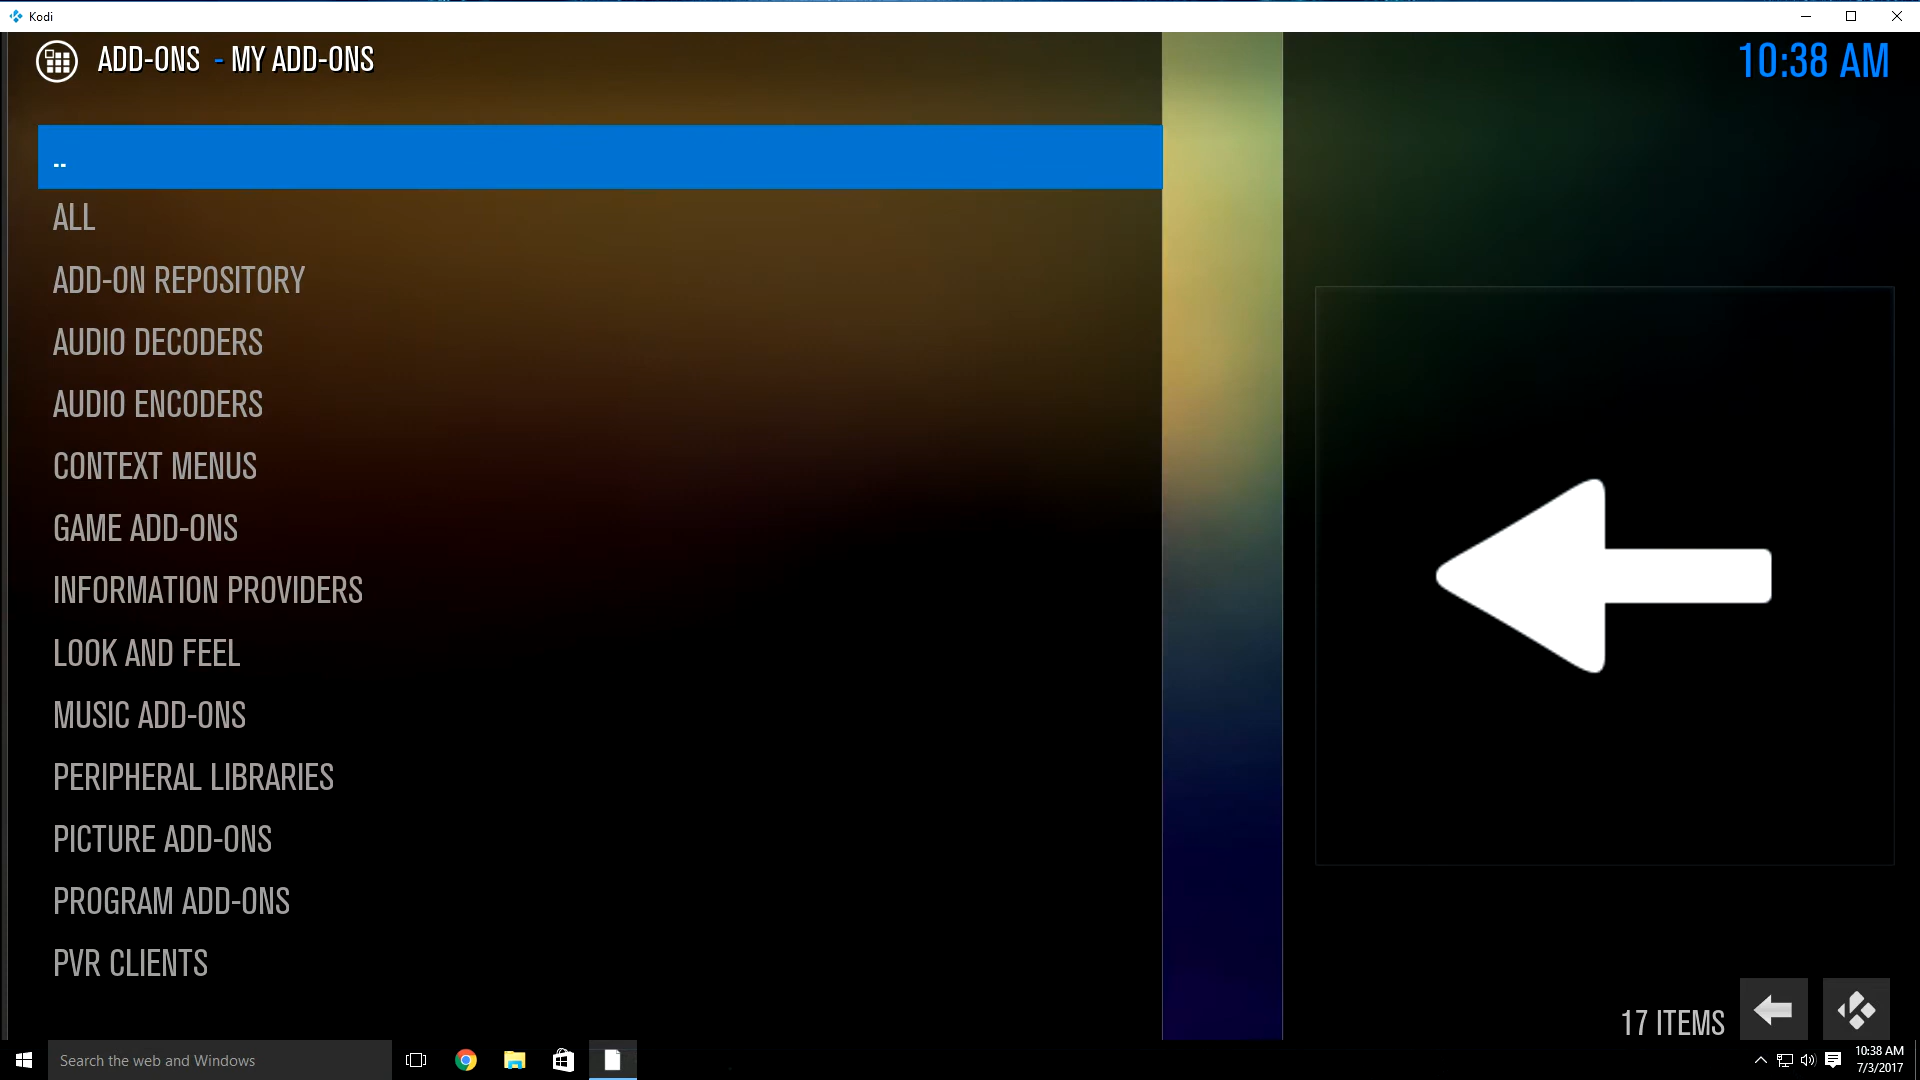 Kodi
ADD-ONS - MY ADD-ONS
10:38 AM
..
ALL
ADD-ON REPOSITORY
AUDIO DECODERS
AUDIO ENCODERS
CONTEXT MENUS
GAME ADD-ONS
INFORMATION PROVIDERS
LOOK AND FEEL
MUSIC ADD-ONS
PERIPHERAL LIBRARIES
PICTURE ADD-ONS
PROGRAM ADD-ONS
PVR CLIENTS
17 ITEMS
Search the web and Windows
10:38 AM
7/3/2017